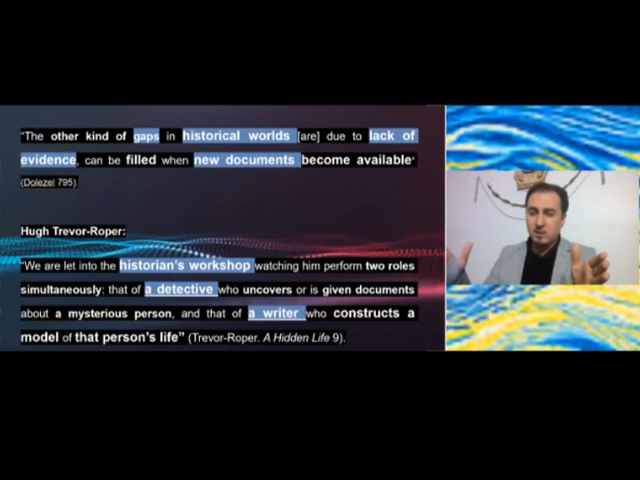 "The other kind of gaps in historical worlds [are] due to lack of
evidence, can be filled when new documents become available"
(Dolezel 795).
Hugh Trevor-Roper:
"We are let into the historian's workshop watching him perform two roles
simultaneously: that of a detective who uncovers or is given documents
about a mysterious person, and that of a writer who constructs a
model of that person's life" (Trevor-Roper. A Hidden Life 9).